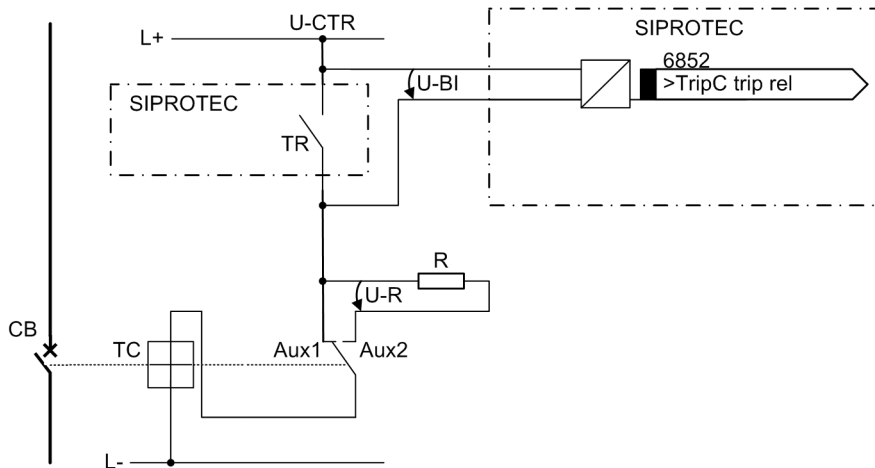 U-CTR
L+
SIPROTEC
6852
>TripC trip rel
U-BI
SIPROTEC
TR
R
U-R
CB
TC
Aux1
Aux2
L-